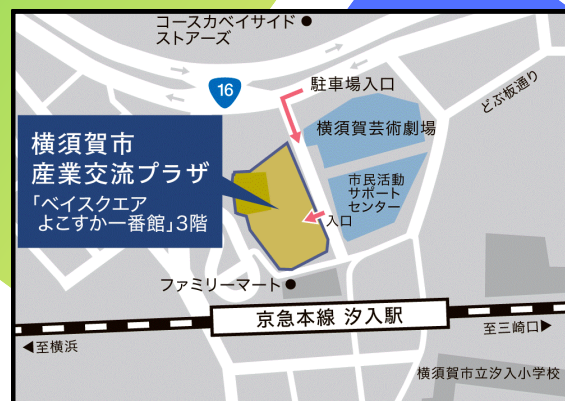 コースカベイサイド
ストアーズ
16
駐車場入口
どぶ板通り
横須賀芸術劇場
横須賀市
産業交流プラザ
「ベイスクエア
よこすか一番館」3階
市民活動
サポート
センター
入口
ファミリーマート
京急本線 汐入駅
至横浜
至三崎口
横須賀市立汐入小学校